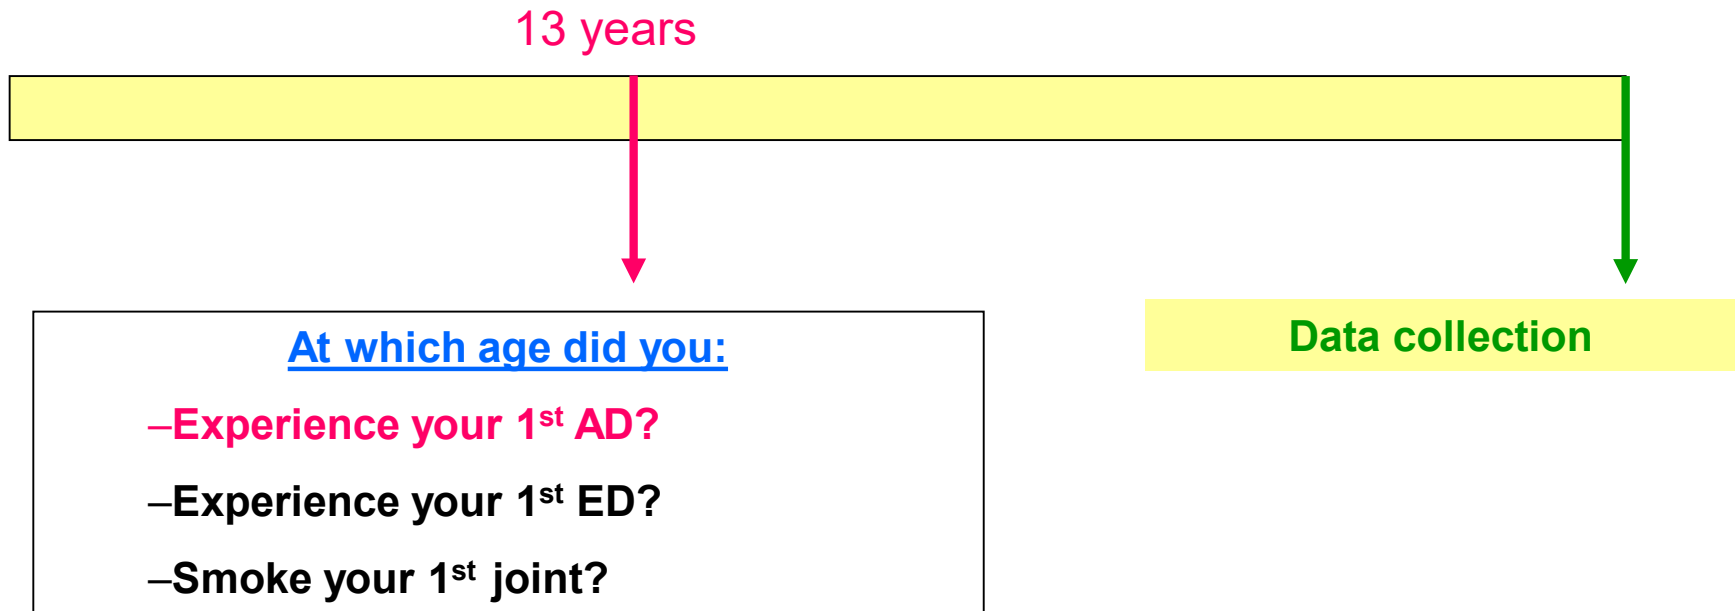 13 years
At which age did you:
–Experience your 1st AD?
–Experience your 1st ED?
–Smoke your 1st joint?
Data collection